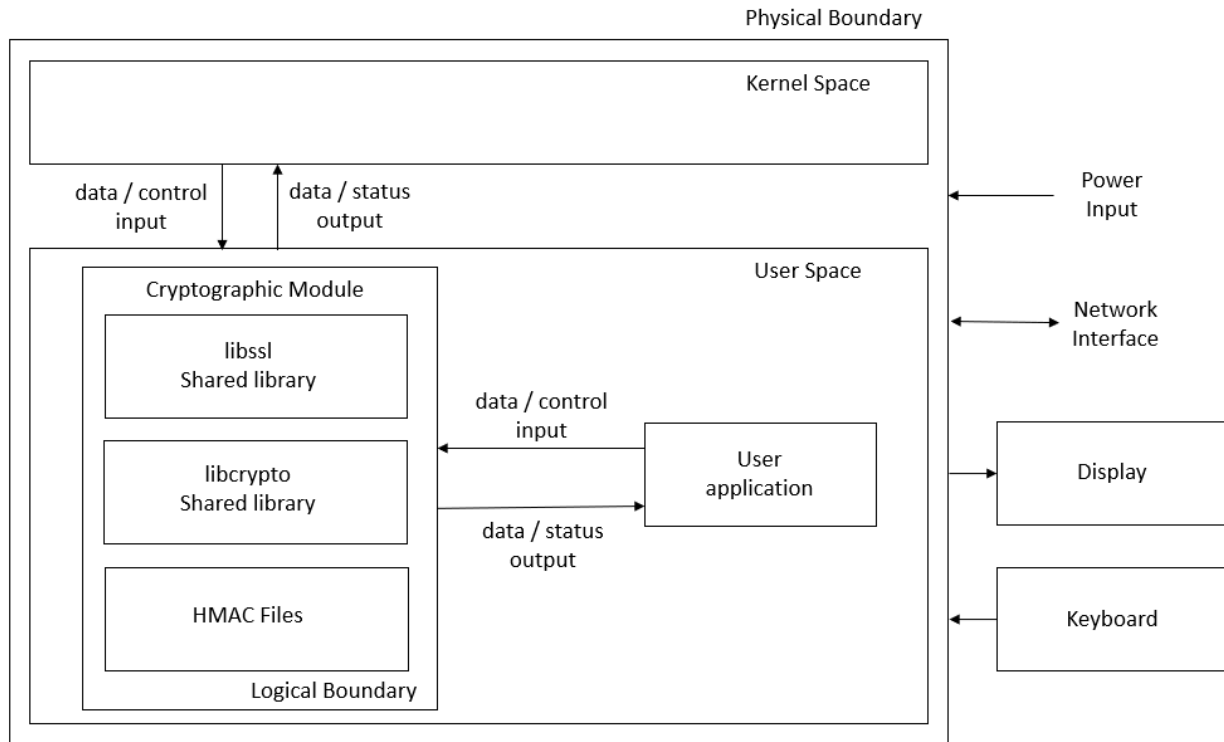 Physical Boundary
Kernel Space
data / control
input
data / status
output
Power
Input
User Space
Cryptographic Module
Network
Interface
libssl
Shared library
data / control
input
libcrypto
Shared library
User
application
Display
data / status
output
HMAC Files
Keyboard
Logical Boundary